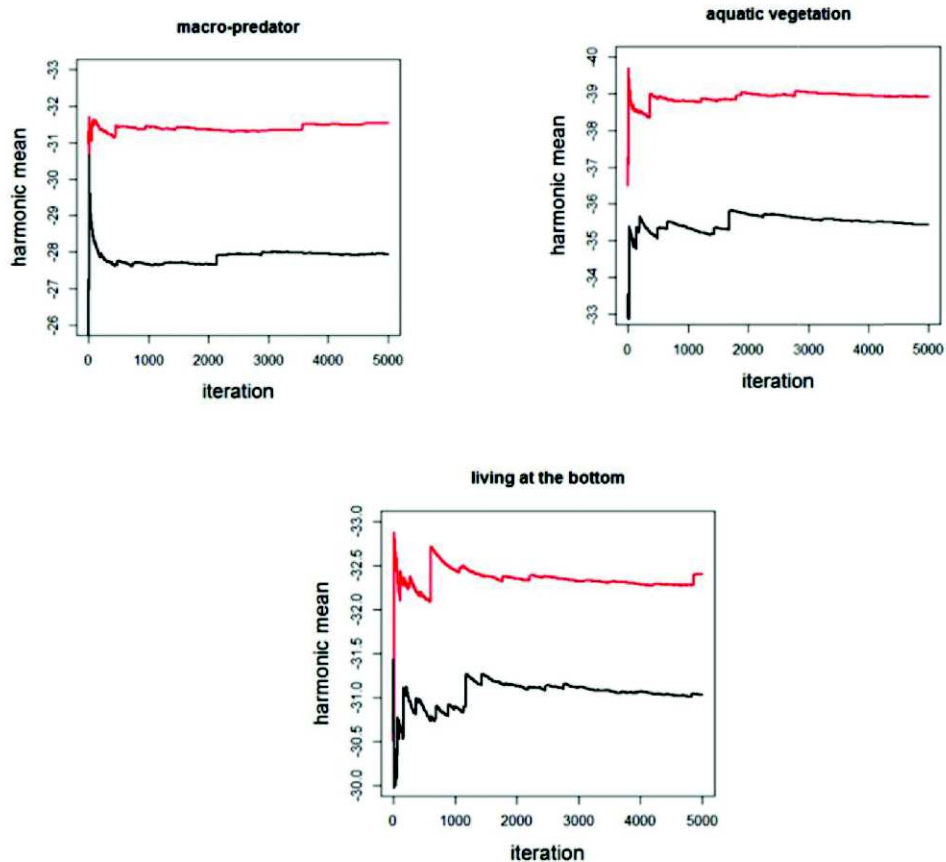 macro-predator
harmonic mean
-33
-32
-31
-30
-29
-28
-27
-26
0 1000 2000 3000 4000 5000
iteration
aquatic vegetation
harmonic mean
-40
-39
-38
-37
-36
-35
-34
-33
0 1000 2000 3000 4000 5000
iteration
living at the bottom
harmonic mean
-33.0
-32.5
-32.0
-31.5
-31.0
-30.5
-30.0
0 1000 2000 3000 4000 5000
iteration